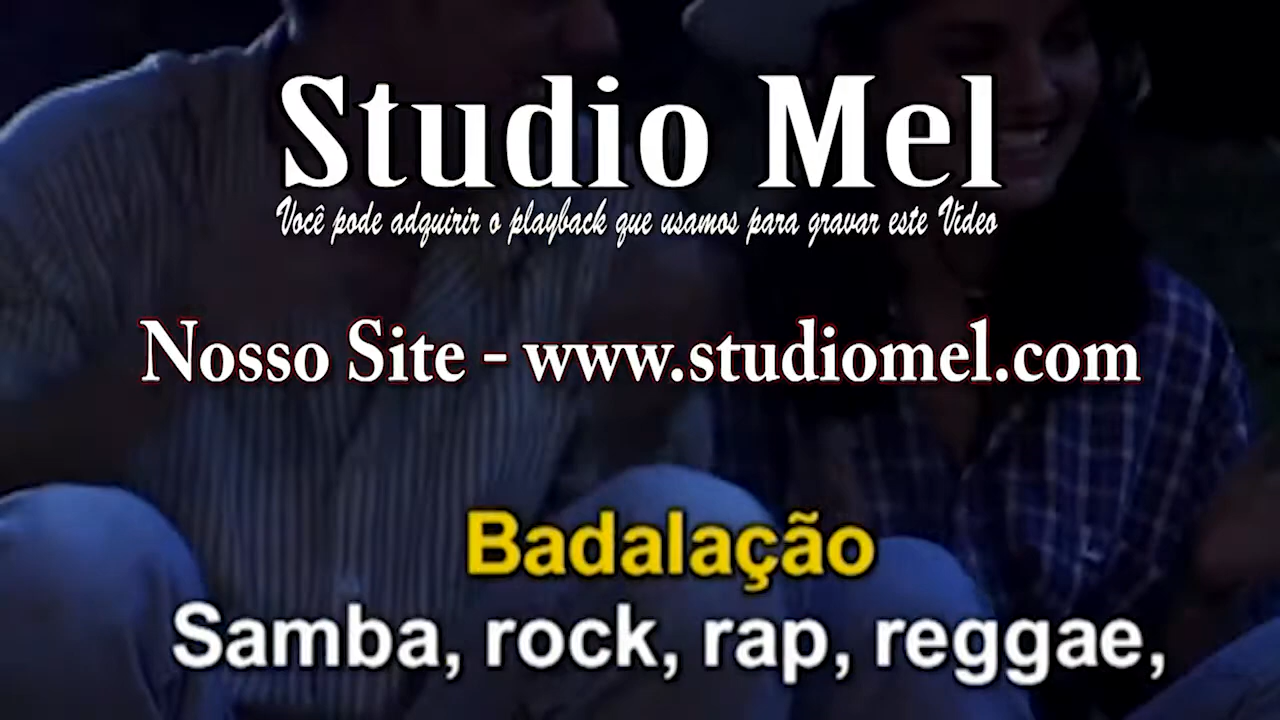 Studio Mel
Você pode adquirir o playback que usamos para gravar este Video
Nosso Site - www.studiomel.com
Badalação
Samba, rock, rap, reggae,